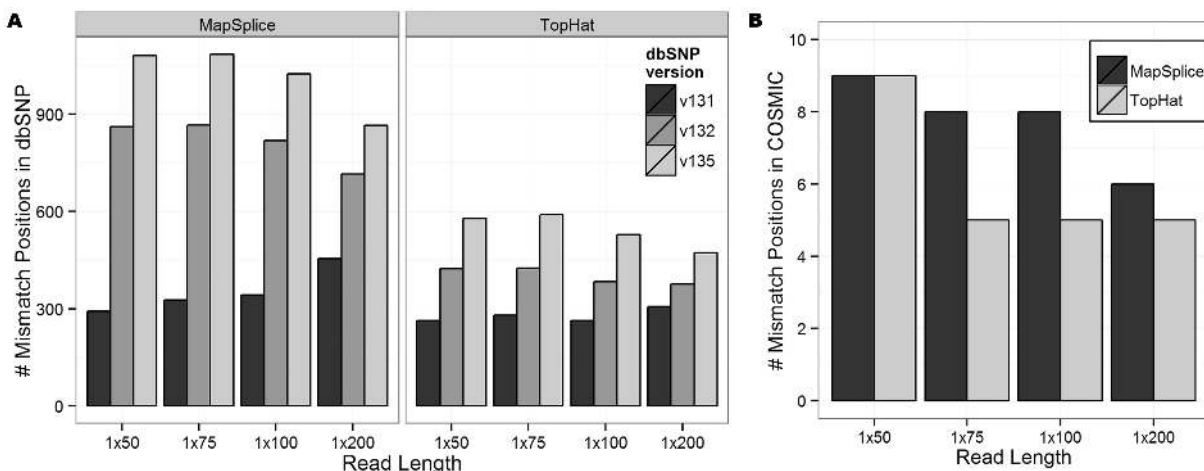 A
MapSplice
TopHat
# Mismatch Positions in dbSNP
900
600
300
0
dbSNP
version
v131
v132
v135
1x50 1x75 1x100 1x200
1x50 1x75 1x100 1x200
Read Length
B
# Mismatch Positions in COSMIC
10
8
6
4
2
0
MapSplice
TopHat
1x50 1x75 1x100 1x200
Read Length